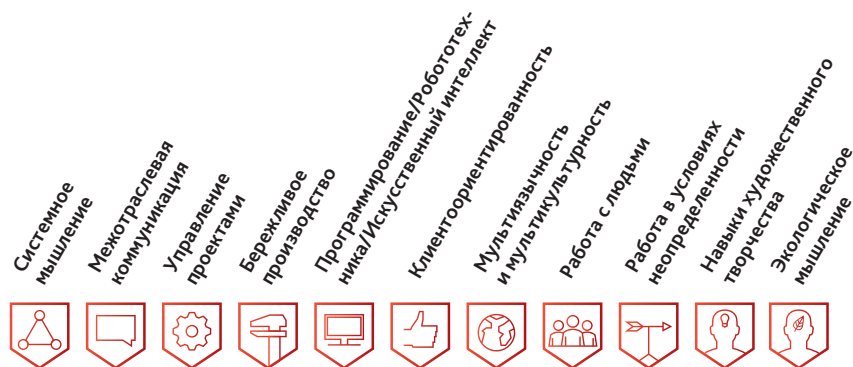 Системное
мышление
Межотраслевая
коммуникация
Управление
проектами
Бережливое
производство
Программирование/Робототех-
ника/Искусственный интеллект
Клиентоориентированность
Мультиязычность
и мультикультурность
Работа с людьми
Работа в условиях
неопределенности
Навыки художественного
творчества
Экологическое
мышление